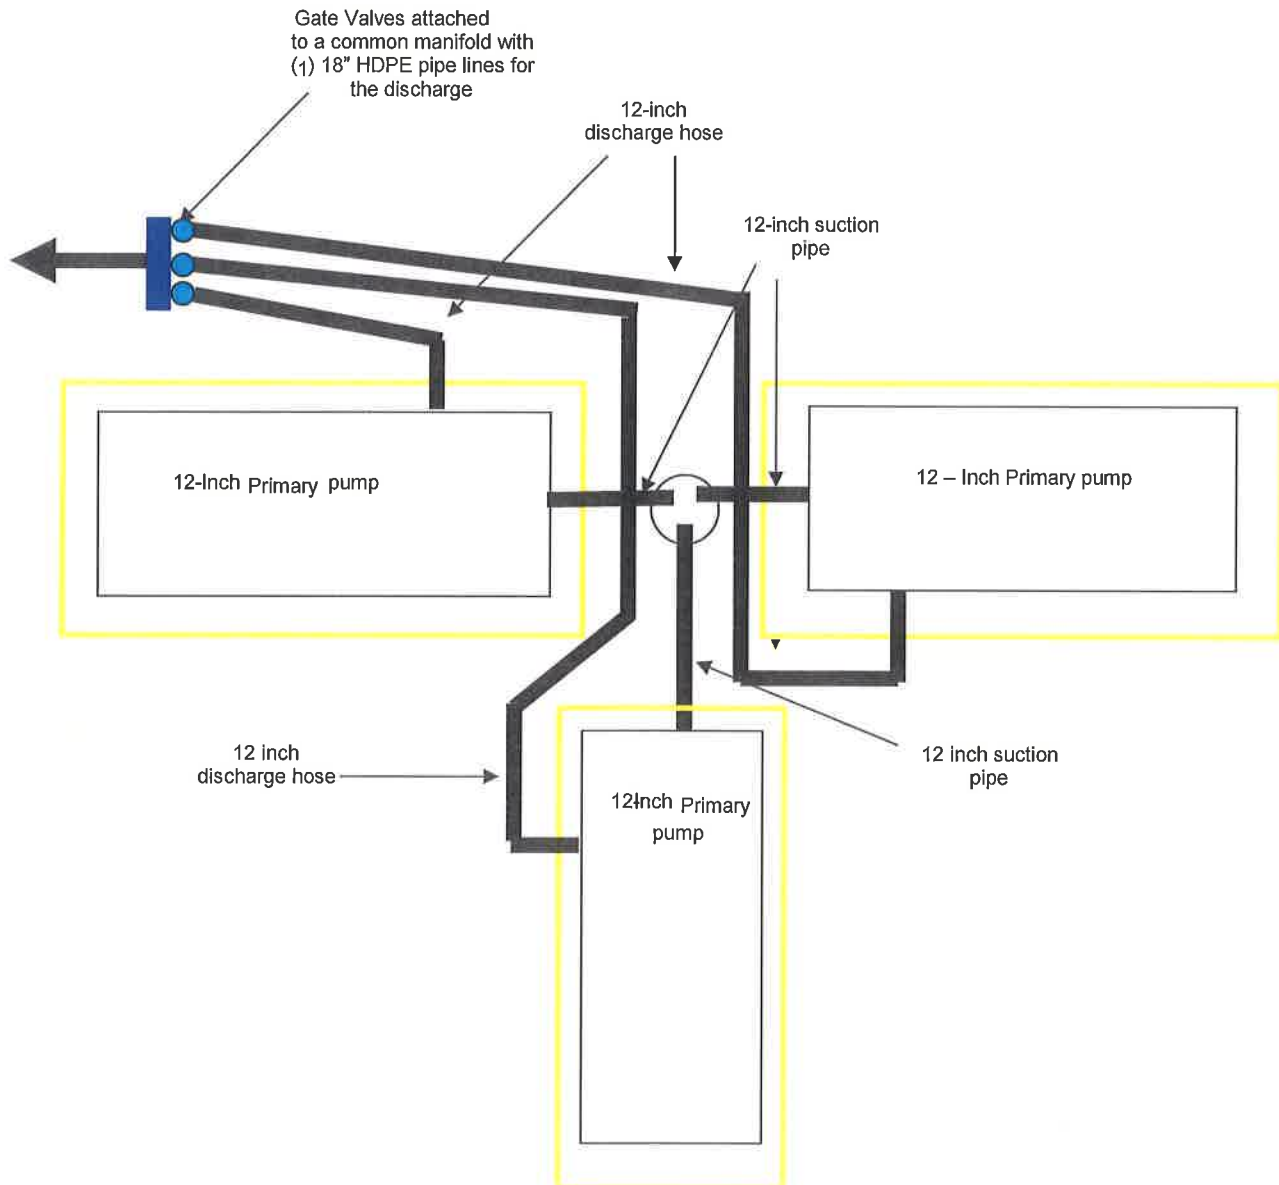 Gate Valves attached
to a common manifold with
(1) 18" HDPE pipe lines for
the discharge
12-inch
discharge hose
12-inch suction
pipe
12-Inch Primary pump
12 – Inch Primary pump
12 inch
discharge hose
12 inch suction
pipe
12-Inch Primary
pump